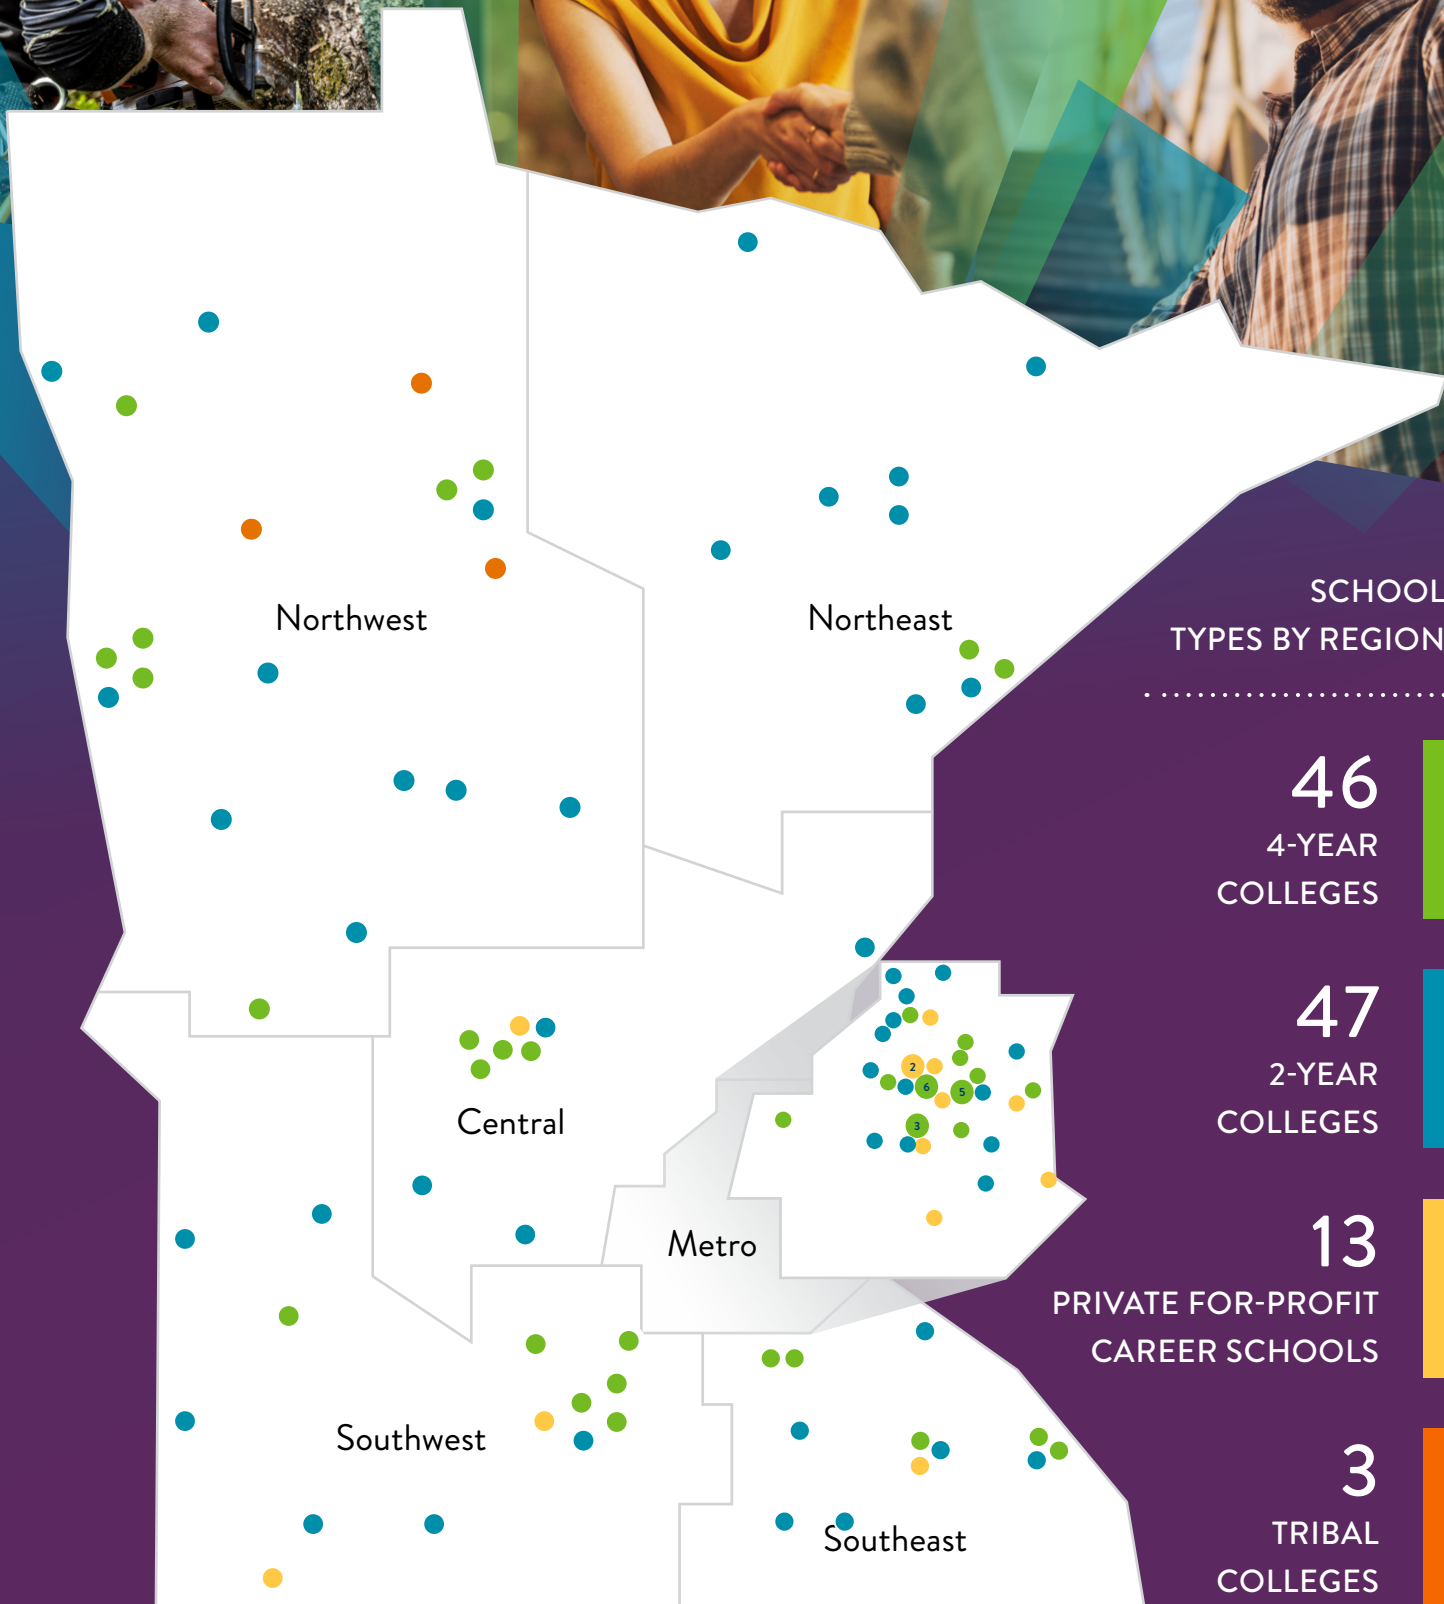 Northwest
Northeast
SCHOOL
TYPES BY REGION
46
4-YEAR
COLLEGES
47
2-YEAR
COLLEGES
2
6
5
3
Central
Metro
13
PRIVATE FOR-PROFIT
CAREER SCHOOLS
Southwest
3
TRIBAL
COLLEGES
Southeast